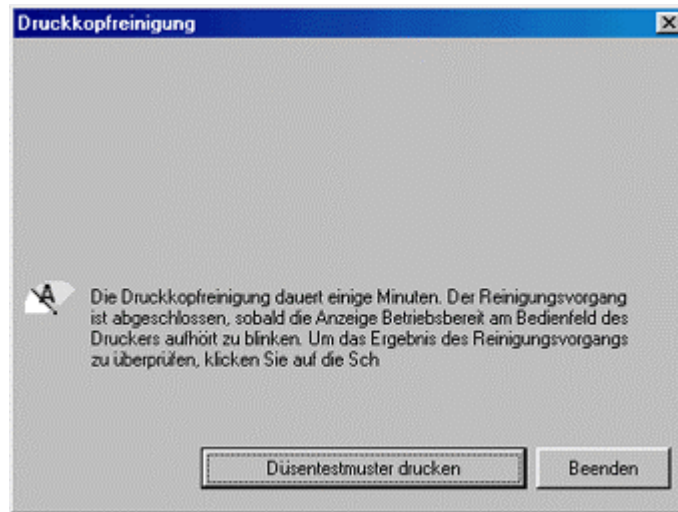 Druckkopfreinigung
A
Die Druckkopfreinigung dauert einige Minuten. Der Reinigungsvorgang
ist abgeschlossen, sobald die Anzeige Betriebsbereit am Bedienfeld des
Druckers aufhört zu blinken. Um das Ergebnis des Reinigungsvorgangs
zu überprüfen, klicken Sie auf die Sch
Düsentestmuster drucken
Beenden